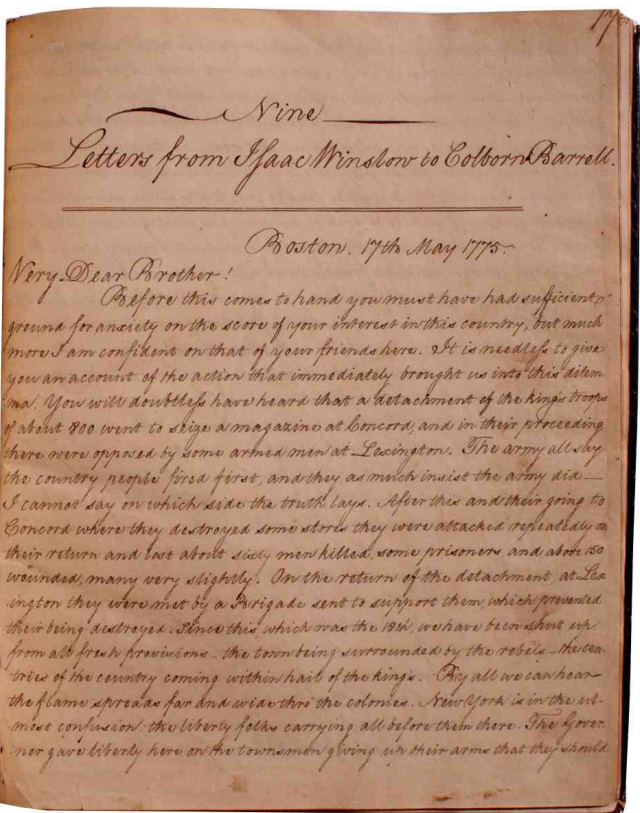 17
Nine
Letters from Isaac Winslow to Colborn Barrell.
Boston. 17th May 1775.
Very Dear Brother!
Before this comes to hand you must have had sufficient
ground for anxiety on the score of your interest in this country, but much
more I am confident on that of your friends here. It is needless to give
you an account of the action that immediately brought us into this dilem
ma. You will doubtless have heard that a detachment of the king's troops
of about 800 went to seize a magazine at Concord, and in their proceeding
there were opposed by some armed men at Lexington. The army all say
the country people fired first, and they as much insist the army did—
I cannot say on which side the truth lays. After this and their going to
Concord where they destroyed some stores they were attacked repeatedly on
their return and lost about sixty men killed, some prisoners and above 150
wounded, many very slightly. On the return of the detachment at Lex
ington they were met by a Brigade sent to support them, which prevented
their being destroyed. Since this which was the 18th, we have been shut up
from all fresh provisions - the town being surrounded by the rebels - the cen
tries of the country coming within hail of the king's. By all we can hear
the flame spreads far and wide thro' the colonies. New York is in the ut-
most confusion: the liberty folks carrying all before them there. The Gover
nor gave liberty here on the townsmen giving up their arms that they should